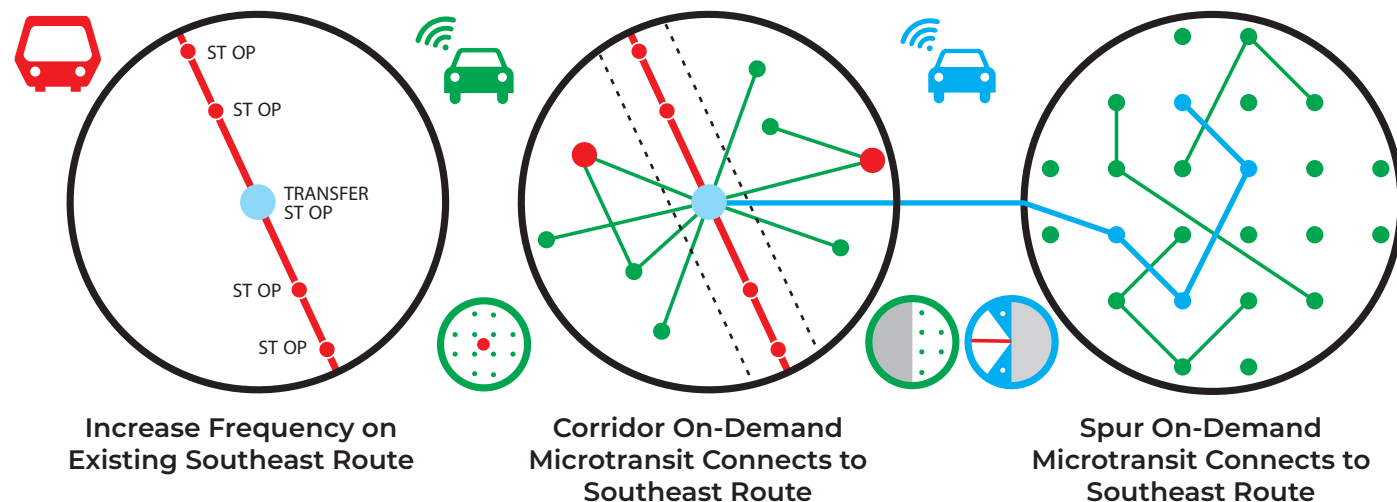 ST OP
ST OP
TRANSFER
ST OP
ST OP
ST OP
Increase Frequency on
Existing Southeast Route
Corridor On-Demand
Microtransit Connects to
Southeast Route
Spur On-Demand
Microtransit Connects to
Southeast Route